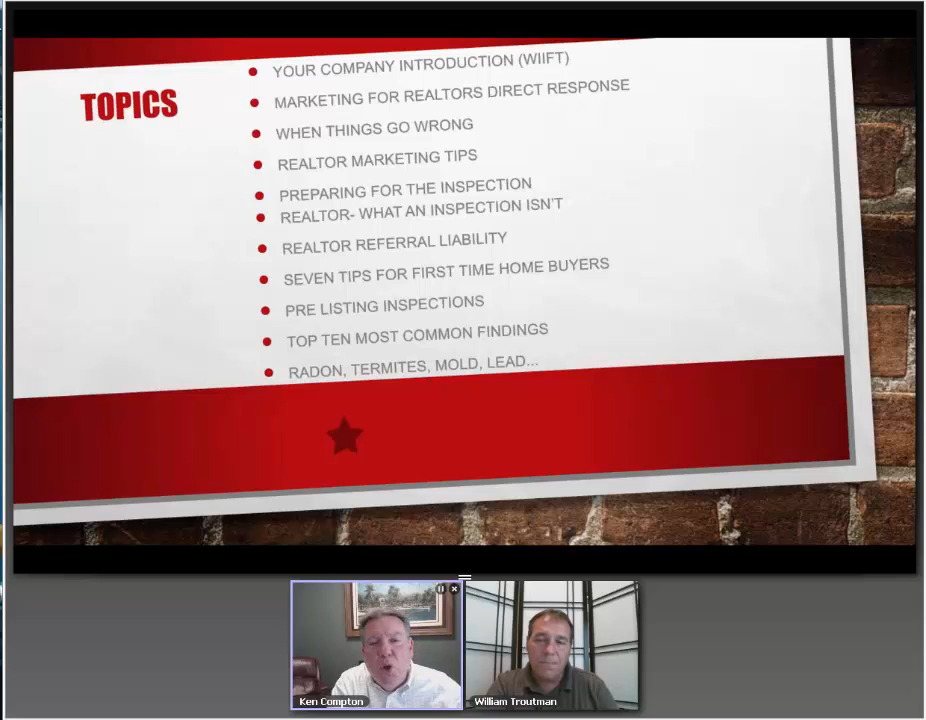 TOPICS
YOUR COMPANY INTRODUCTION (WIIFT)
MARKETING FOR REALTORS DIRECT RESPONSE
WHEN THINGS GO WRONG
REALTOR MARKETING TIPS
PREPARING FOR THE INSPECTION
REALTOR- WHAT AN INSPECTION ISN'T
REALTOR REFERRAL LIABILITY
SEVEN TIPS FOR FIRST TIME HOME BUYERS
PRE LISTING INSPECTIONS
TOP TEN MOST COMMON FINDINGS
RADON, TERMITES, MOLD, LEAD...
Ken Compton
William Troutman